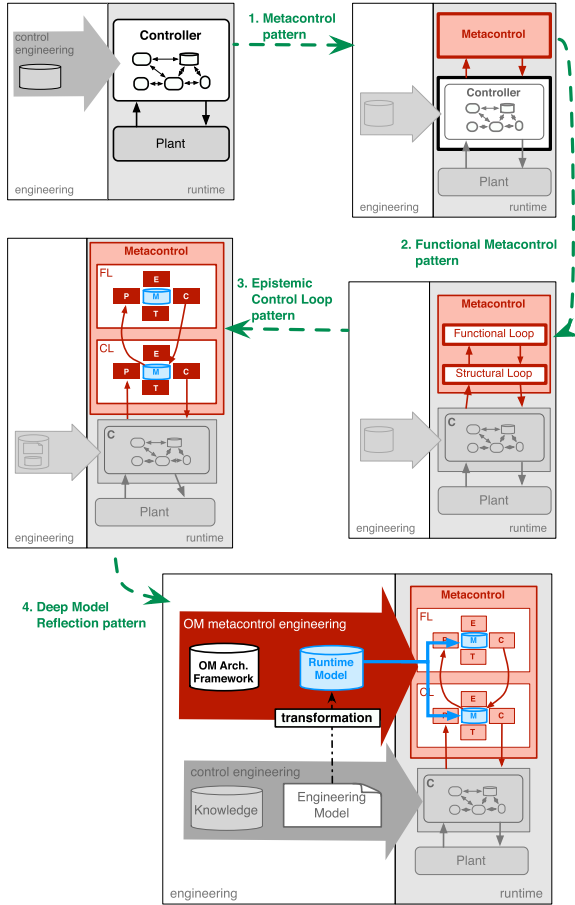 control
engineering
Controller
Plant
engineering
runtime
1. Metacontrol
pattern
Metacontrol
Controller
Plant
engineering
runtime
2. Functional Metacontrol
pattern
Metacontrol
Functional Loop
Structural Loop
C
Plant
engineering
runtime
3. Epistemic
Control Loop
pattern
Metacontrol
FL
E
P
M
C
T
CL
E
P
M
C
T
C
Plant
engineering
runtime
4. Deep Model
Reflection pattern
OM metacontrol engineering
OM Arch.
Framework
Runtime
Model
transformation
control engineering
Knowledge
Engineering
Model
engineering
Metacontrol
FL
E
P
M
C
T
CL
E
P
M
C
T
C
Plant
runtime